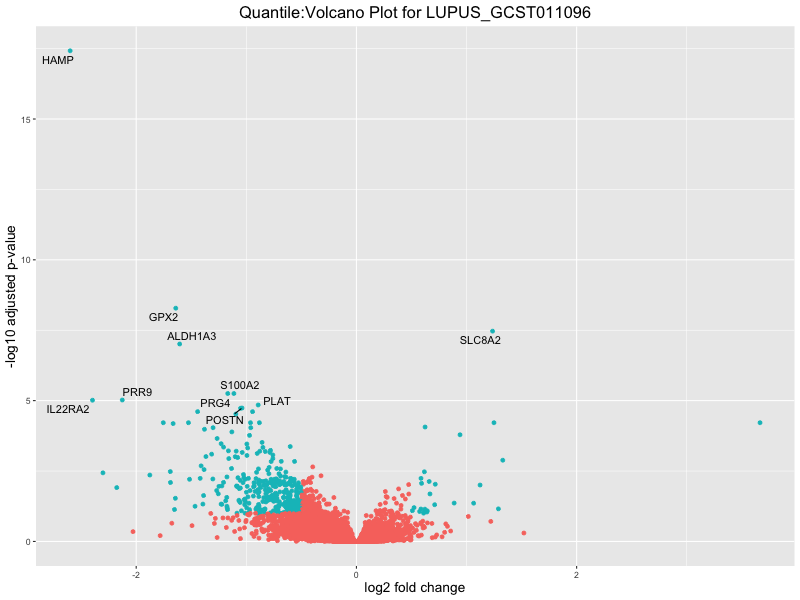 Quantile:Volcano Plot for LUPUS_GCST011096
HAMP
15
10
GPX2
ALDH1A3
SLC8A2
S100A2
PRR9
PRG4
PLAT
IL22RA2
POSTN
5
0
-2
0
2
log2 fold change
-log10 adjusted p-value